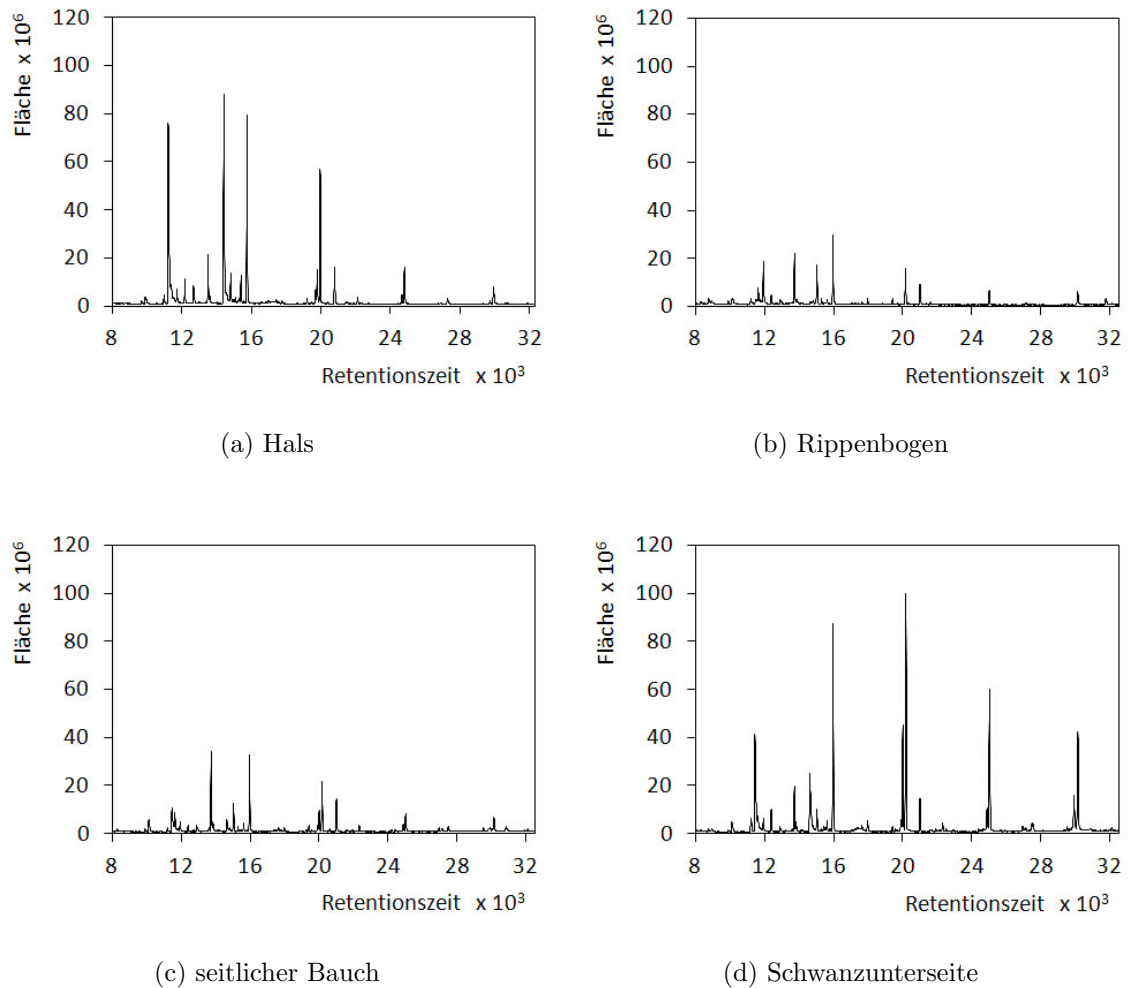 Fläche x 10⁶
120
100
80
60
40
20
0
8 12 16 20 24 28 32
Retentionszeit x 10³
(a) Hals
Fläche x 10⁶
120
100
80
60
40
20
0
8 12 16 20 24 28 32
Retentionszeit x 10³
(b) Rippenbogen
Fläche x 10⁶
120
100
80
60
40
20
0
8 12 16 20 24 28 32
Retentionszeit x 10³
(c) seitlicher Bauch
Fläche x 10⁶
120
100
80
60
40
20
0
8 12 16 20 24 28 32
Retentionszeit x 10³
(d) Schwanzunterseite